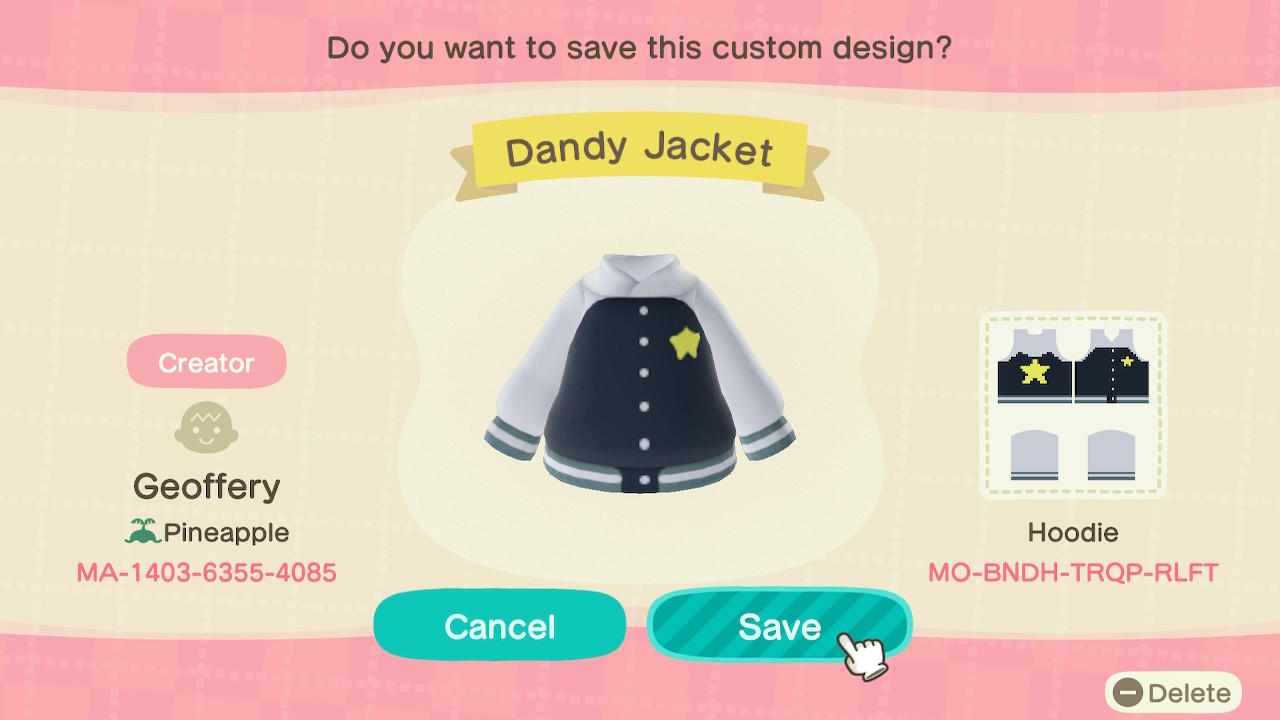 Do you want to save this custom design?
Dandy Jacket
Creator
Geoffery
Pineapple
MA-1403-6355-4085
Hoodie
MO-BNDH-TRQP-RLFT
Cancel
Save
Delete